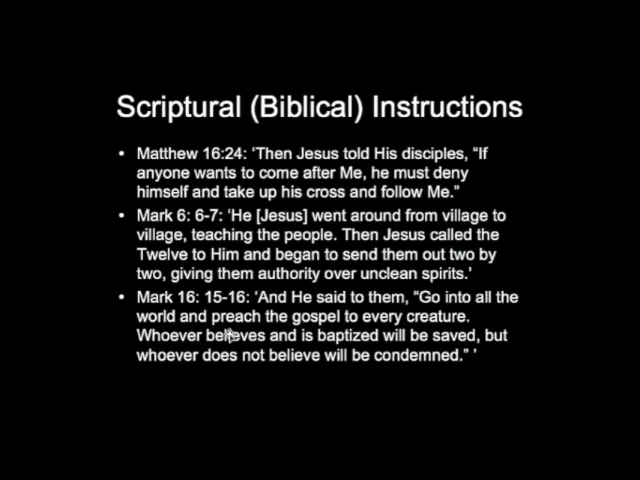 Scriptural (Biblical) Instructions
• Matthew 16:24: ‘Then Jesus told His disciples, “If
anyone wants to come after Me, he must deny
himself and take up his cross and follow Me.”
• Mark 6: 6-7: ‘He [Jesus] went around from village to
village, teaching the people. Then Jesus called the
Twelve to Him and began to send them out two by
two, giving them authority over unclean spirits.’
• Mark 16: 15-16: ‘And He said to them, “Go into all the
world and preach the gospel to every creature.
Whoever believes and is baptized will be saved, but
whoever does not believe will be condemned.” ’